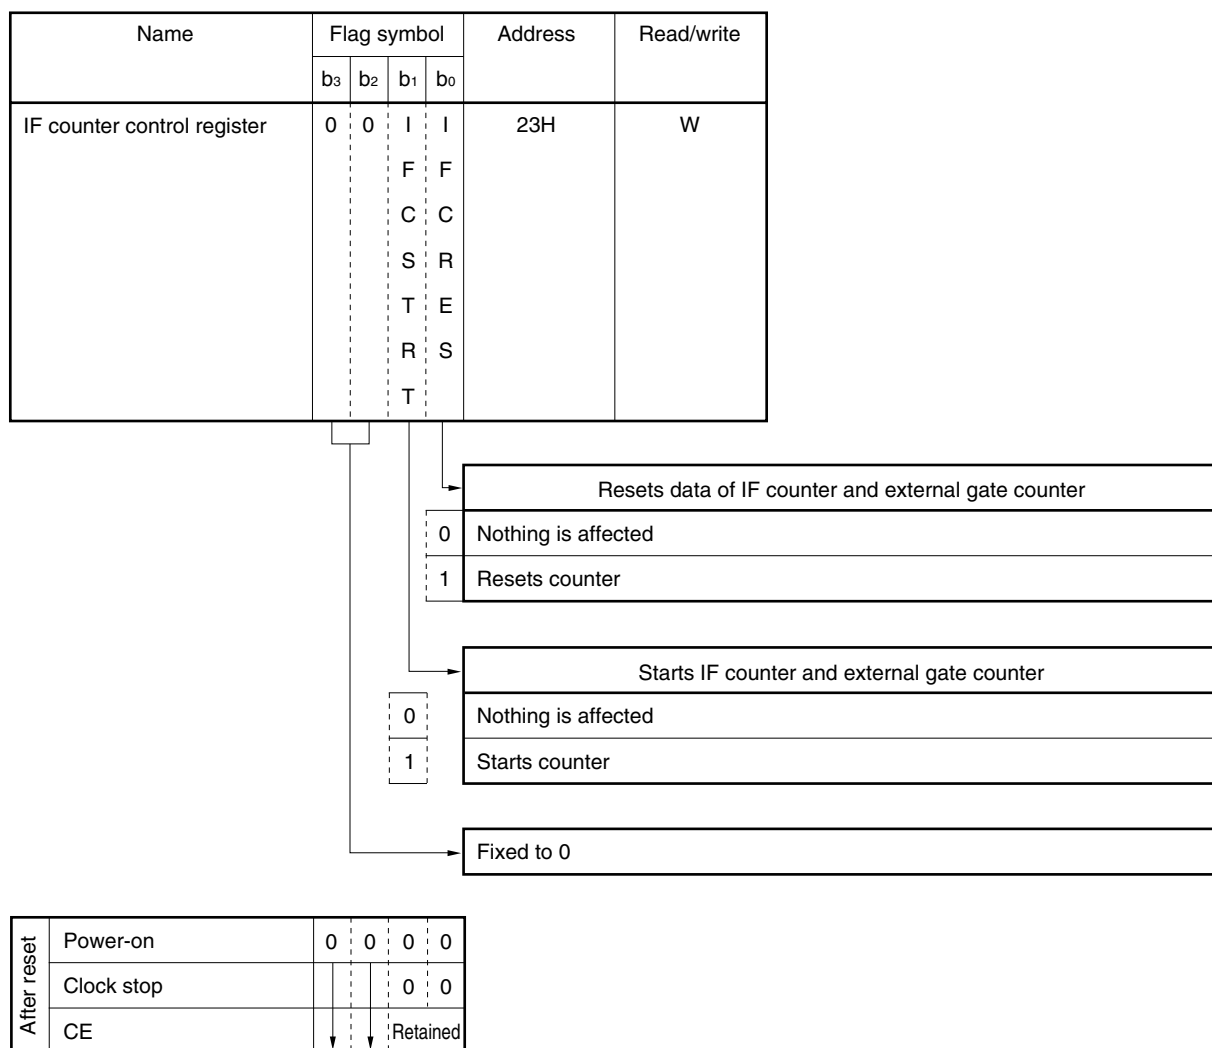 Name Flag symbol Address Read/write
b3 b2 b1 b0
IF counter control register 0 0 I I 23H W
F F
C C
S R
T E
R S
T
Resets data of IF counter and external gate counter
0 Nothing is affected
1 Resets counter
Starts IF counter and external gate counter
0 Nothing is affected
1 Starts counter
Fixed to 0
After reset
Power-on 0 0 0 0
Clock stop 0 0
CE Retained